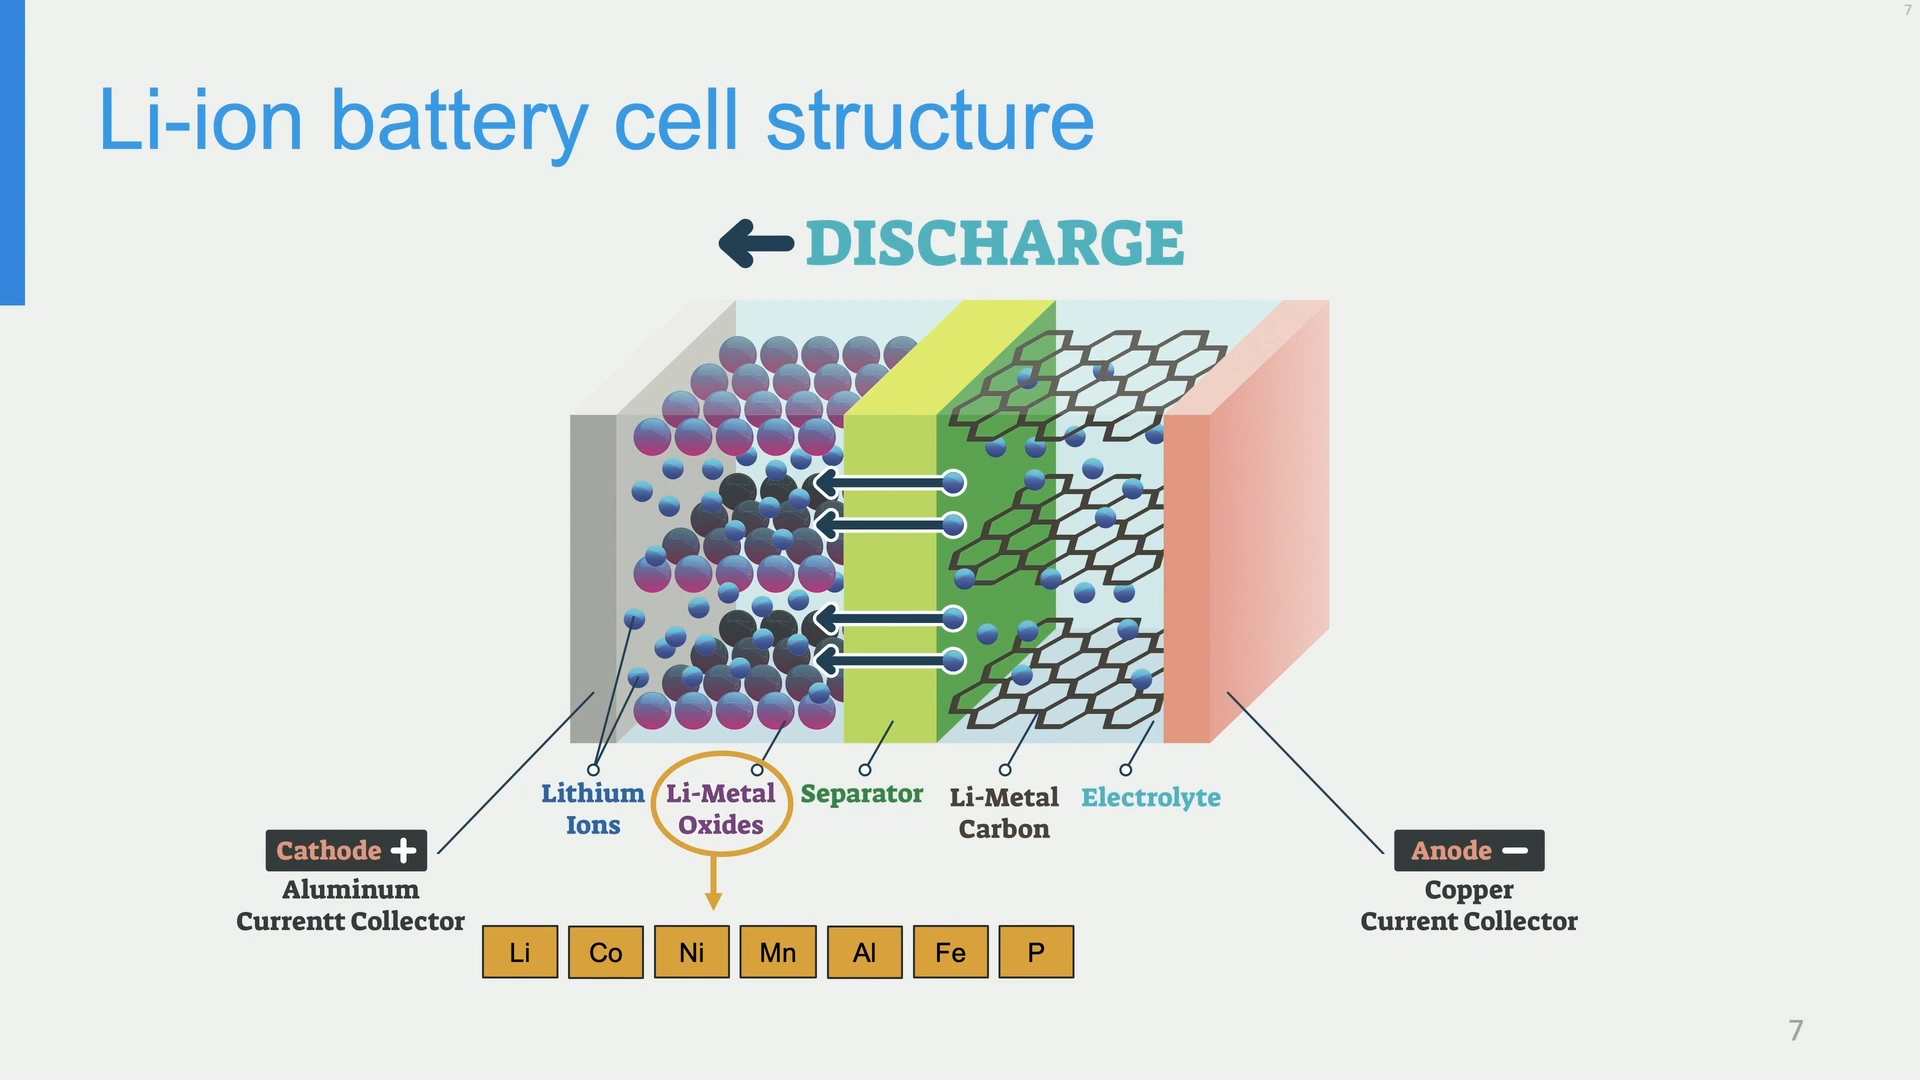 7
Li-ion battery cell structure
DISCHARGE
Lithium
Ions
Li-Metal
Oxides
Separator
Li-Metal
Carbon
Electrolyte
Cathode +
Aluminum
Currentt Collector
Anode −
Copper
Current Collector
Li Co Ni Mn Al Fe P
7